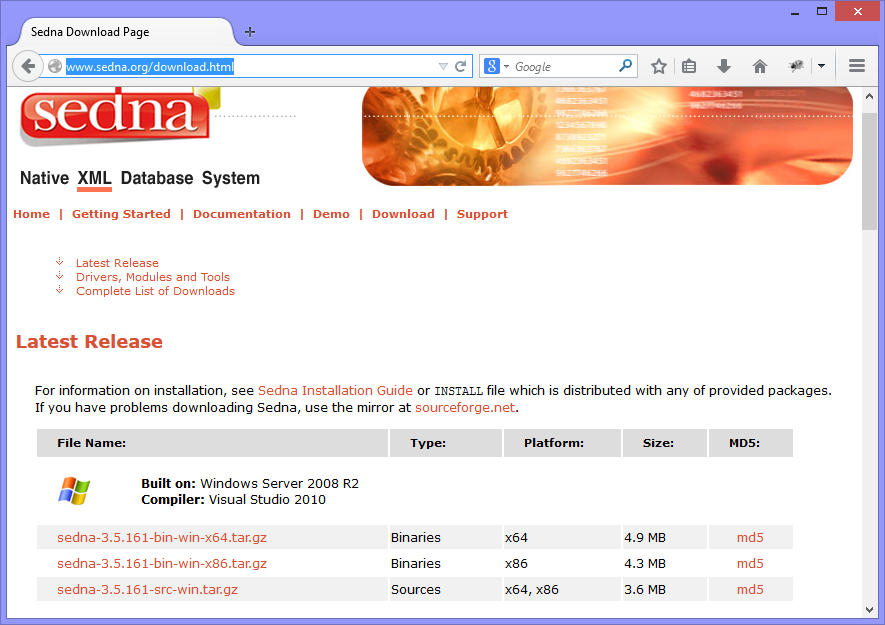 Sedna Download Page
www.sedna.org/download.html
Google
sedna
Native XML Database System
Home | Getting Started | Documentation | Demo | Download | Support
Latest Release
Drivers, Modules and Tools
Complete List of Downloads
Latest Release
For information on installation, see Sedna Installation Guide or INSTALL file which is distributed with any of provided packages.
If you have problems downloading Sedna, use the mirror at sourceforge.net.
File Name: Type: Platform: Size: MD5:
Built on: Windows Server 2008 R2
Compiler: Visual Studio 2010
sedna-3.5.161-bin-win-x64.tar.gz Binaries x64 4.9 MB md5
sedna-3.5.161-bin-win-x86.tar.gz Binaries x86 4.3 MB md5
sedna-3.5.161-src-win.tar.gz Sources x64, x86 3.6 MB md5